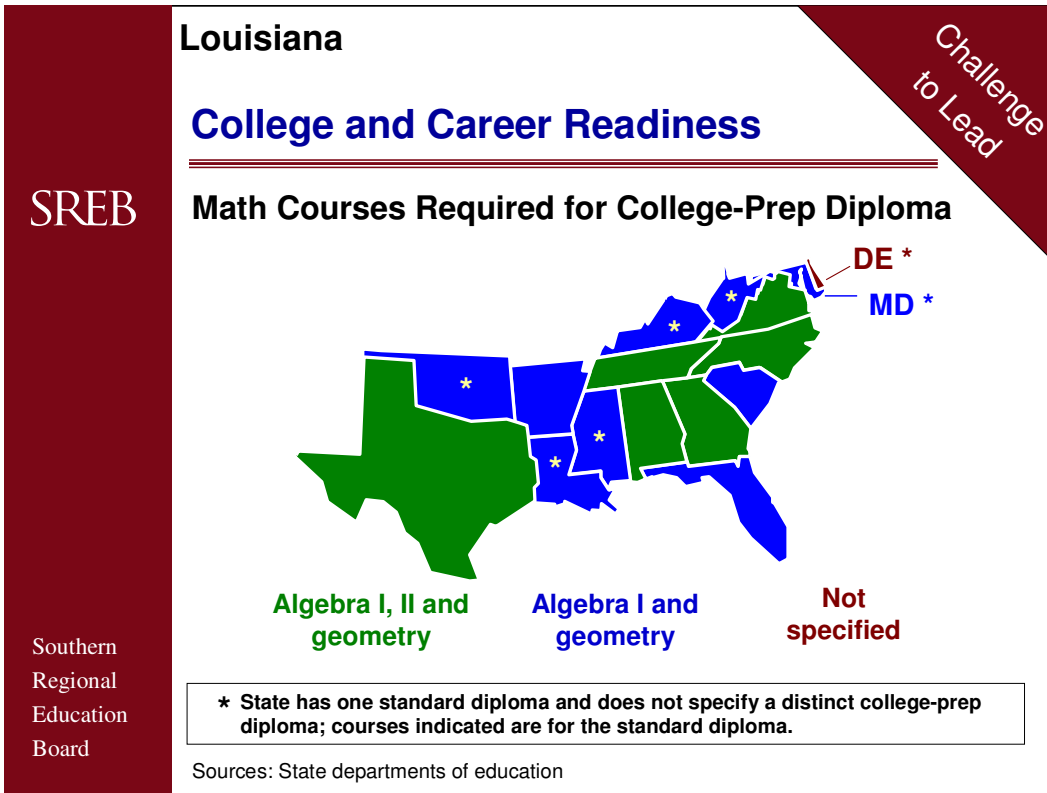 Louisiana
Challenge
to Lead
College and Career Readiness
SREB
Math Courses Required for College-Prep Diploma
DE *
MD *
*
*
*
*
*
Algebra I, II and
geometry
Algebra I and
geometry
Not
specified
Southern
Regional
Education
Board
* State has one standard diploma and does not specify a distinct college-prep
diploma; courses indicated are for the standard diploma.
Sources: State departments of education